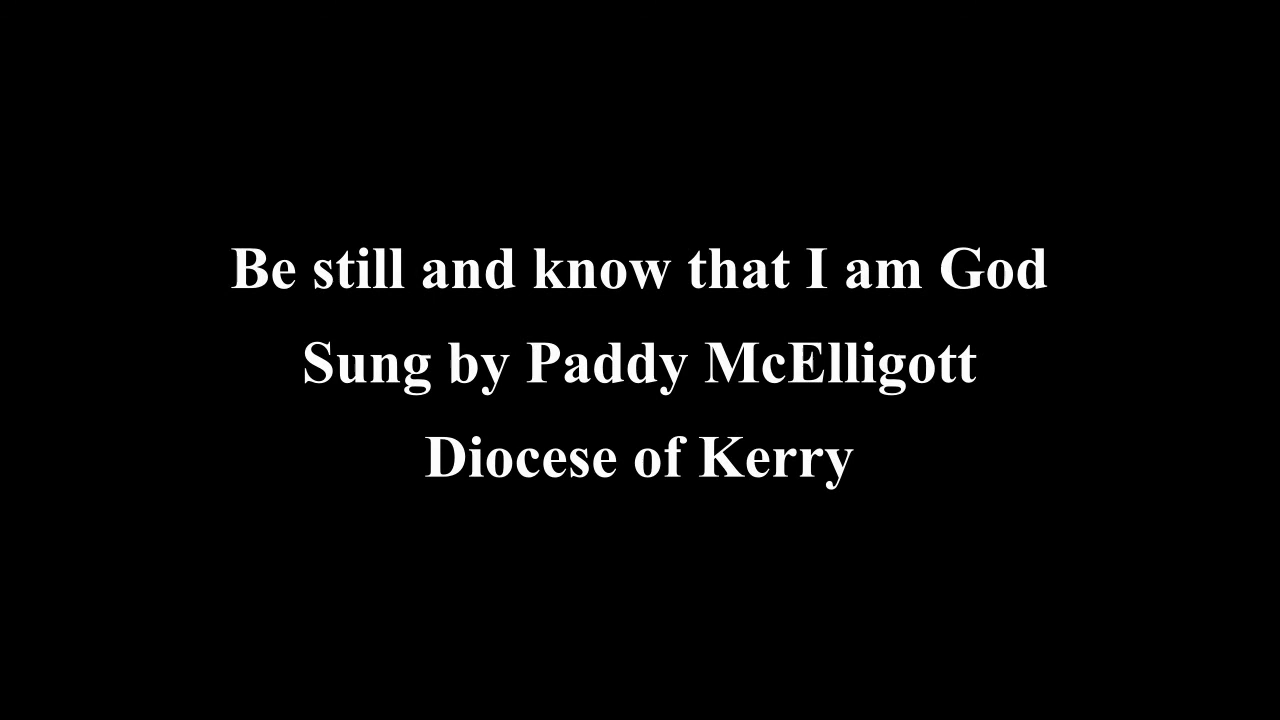 Be still and know that I am God
Sung by Paddy McElligott
Diocese of Kerry